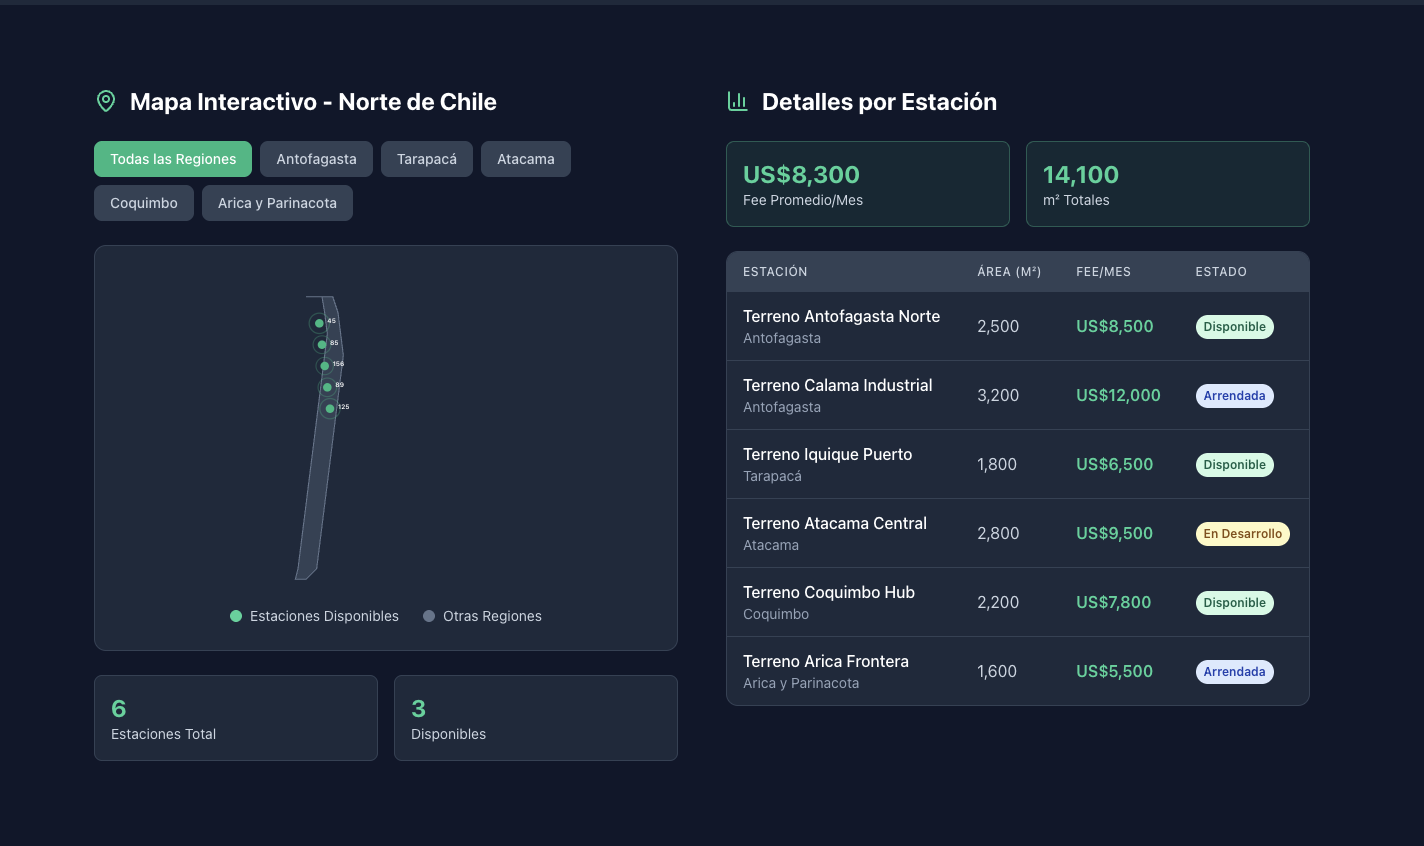 Mapa Interactivo - Norte de Chile
Todas las Regiones
Antofagasta
Tarapacá
Atacama
Coquimbo
Arica y Parinacota
45
85
156
89
125
Estaciones Disponibles
Otras Regiones
6
Estaciones Total
3
Disponibles
Detalles por Estación
US$8,300
Fee Promedio/Mes
14,100
m² Totales
ESTACIÓN ÁREA (M²) FEE/MES ESTADO
Terreno Antofagasta Norte
Antofagasta
2,500 US$8,500 Disponible
Terreno Calama Industrial
Antofagasta
3,200 US$12,000 Arrendada
Terreno Iquique Puerto
Tarapacá
1,800 US$6,500 Disponible
Terreno Atacama Central
Atacama
2,800 US$9,500 En Desarrollo
Terreno Coquimbo Hub
Coquimbo
2,200 US$7,800 Disponible
Terreno Arica Frontera
Arica y Parinacota
1,600 US$5,500 Arrendada